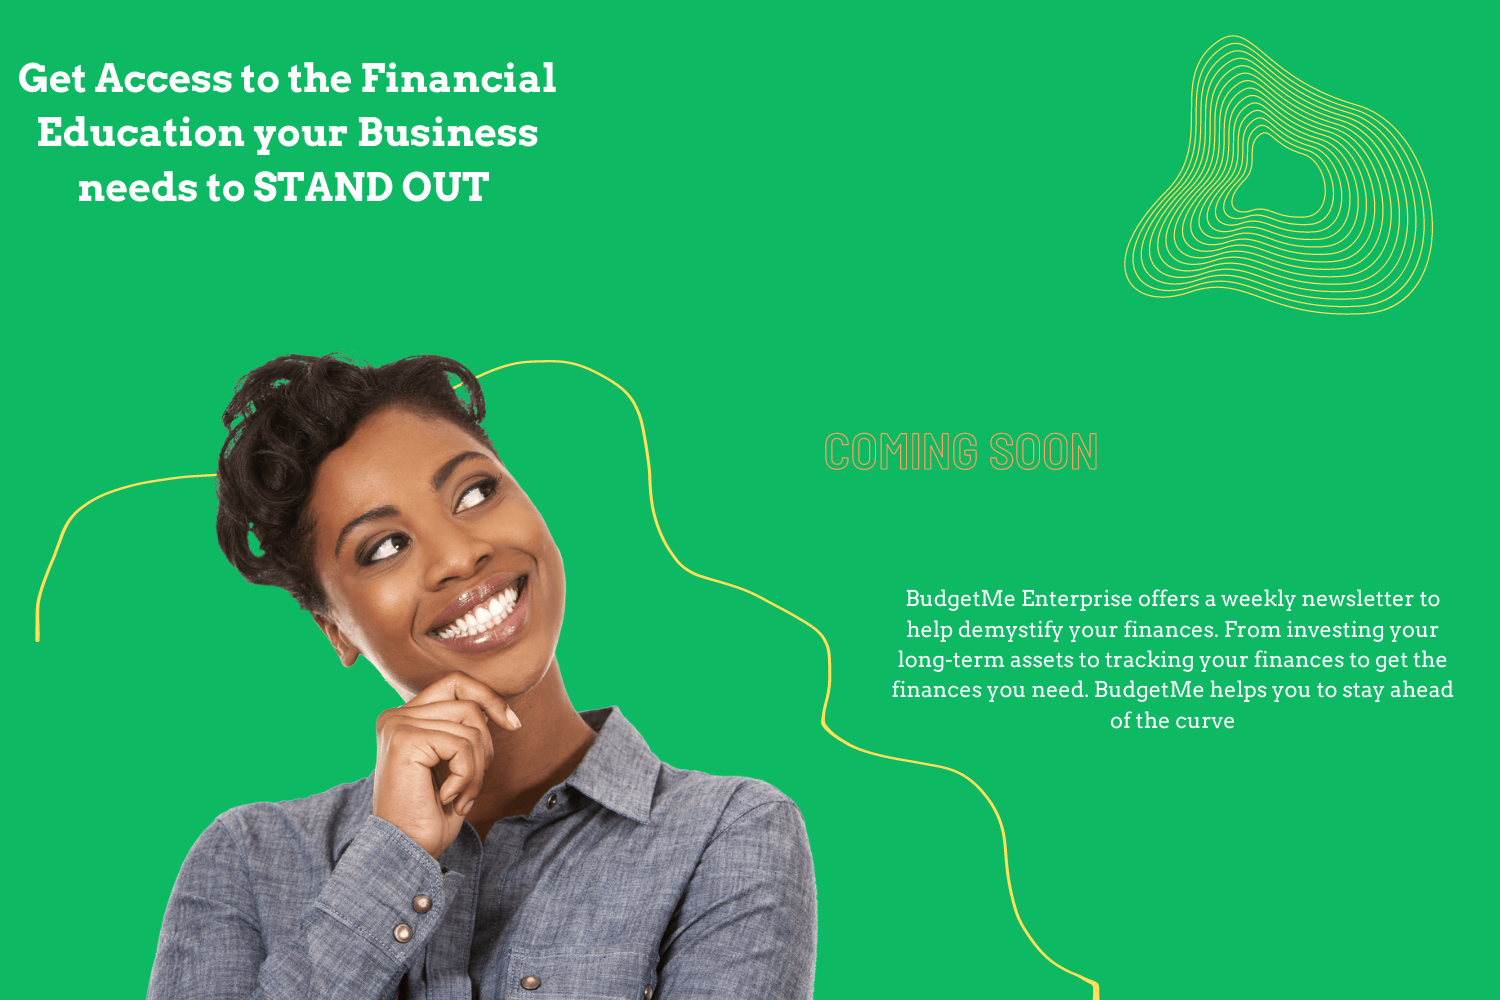 Get Access to the Financial
Education your Business
needs to STAND OUT
COMING SOON
BudgetMe Enterprise offers a weekly newsletter to
help demystify your finances. From investing your
long-term assets to tracking your finances to get the
finances you need. BudgetMe helps you to stay ahead
of the curve